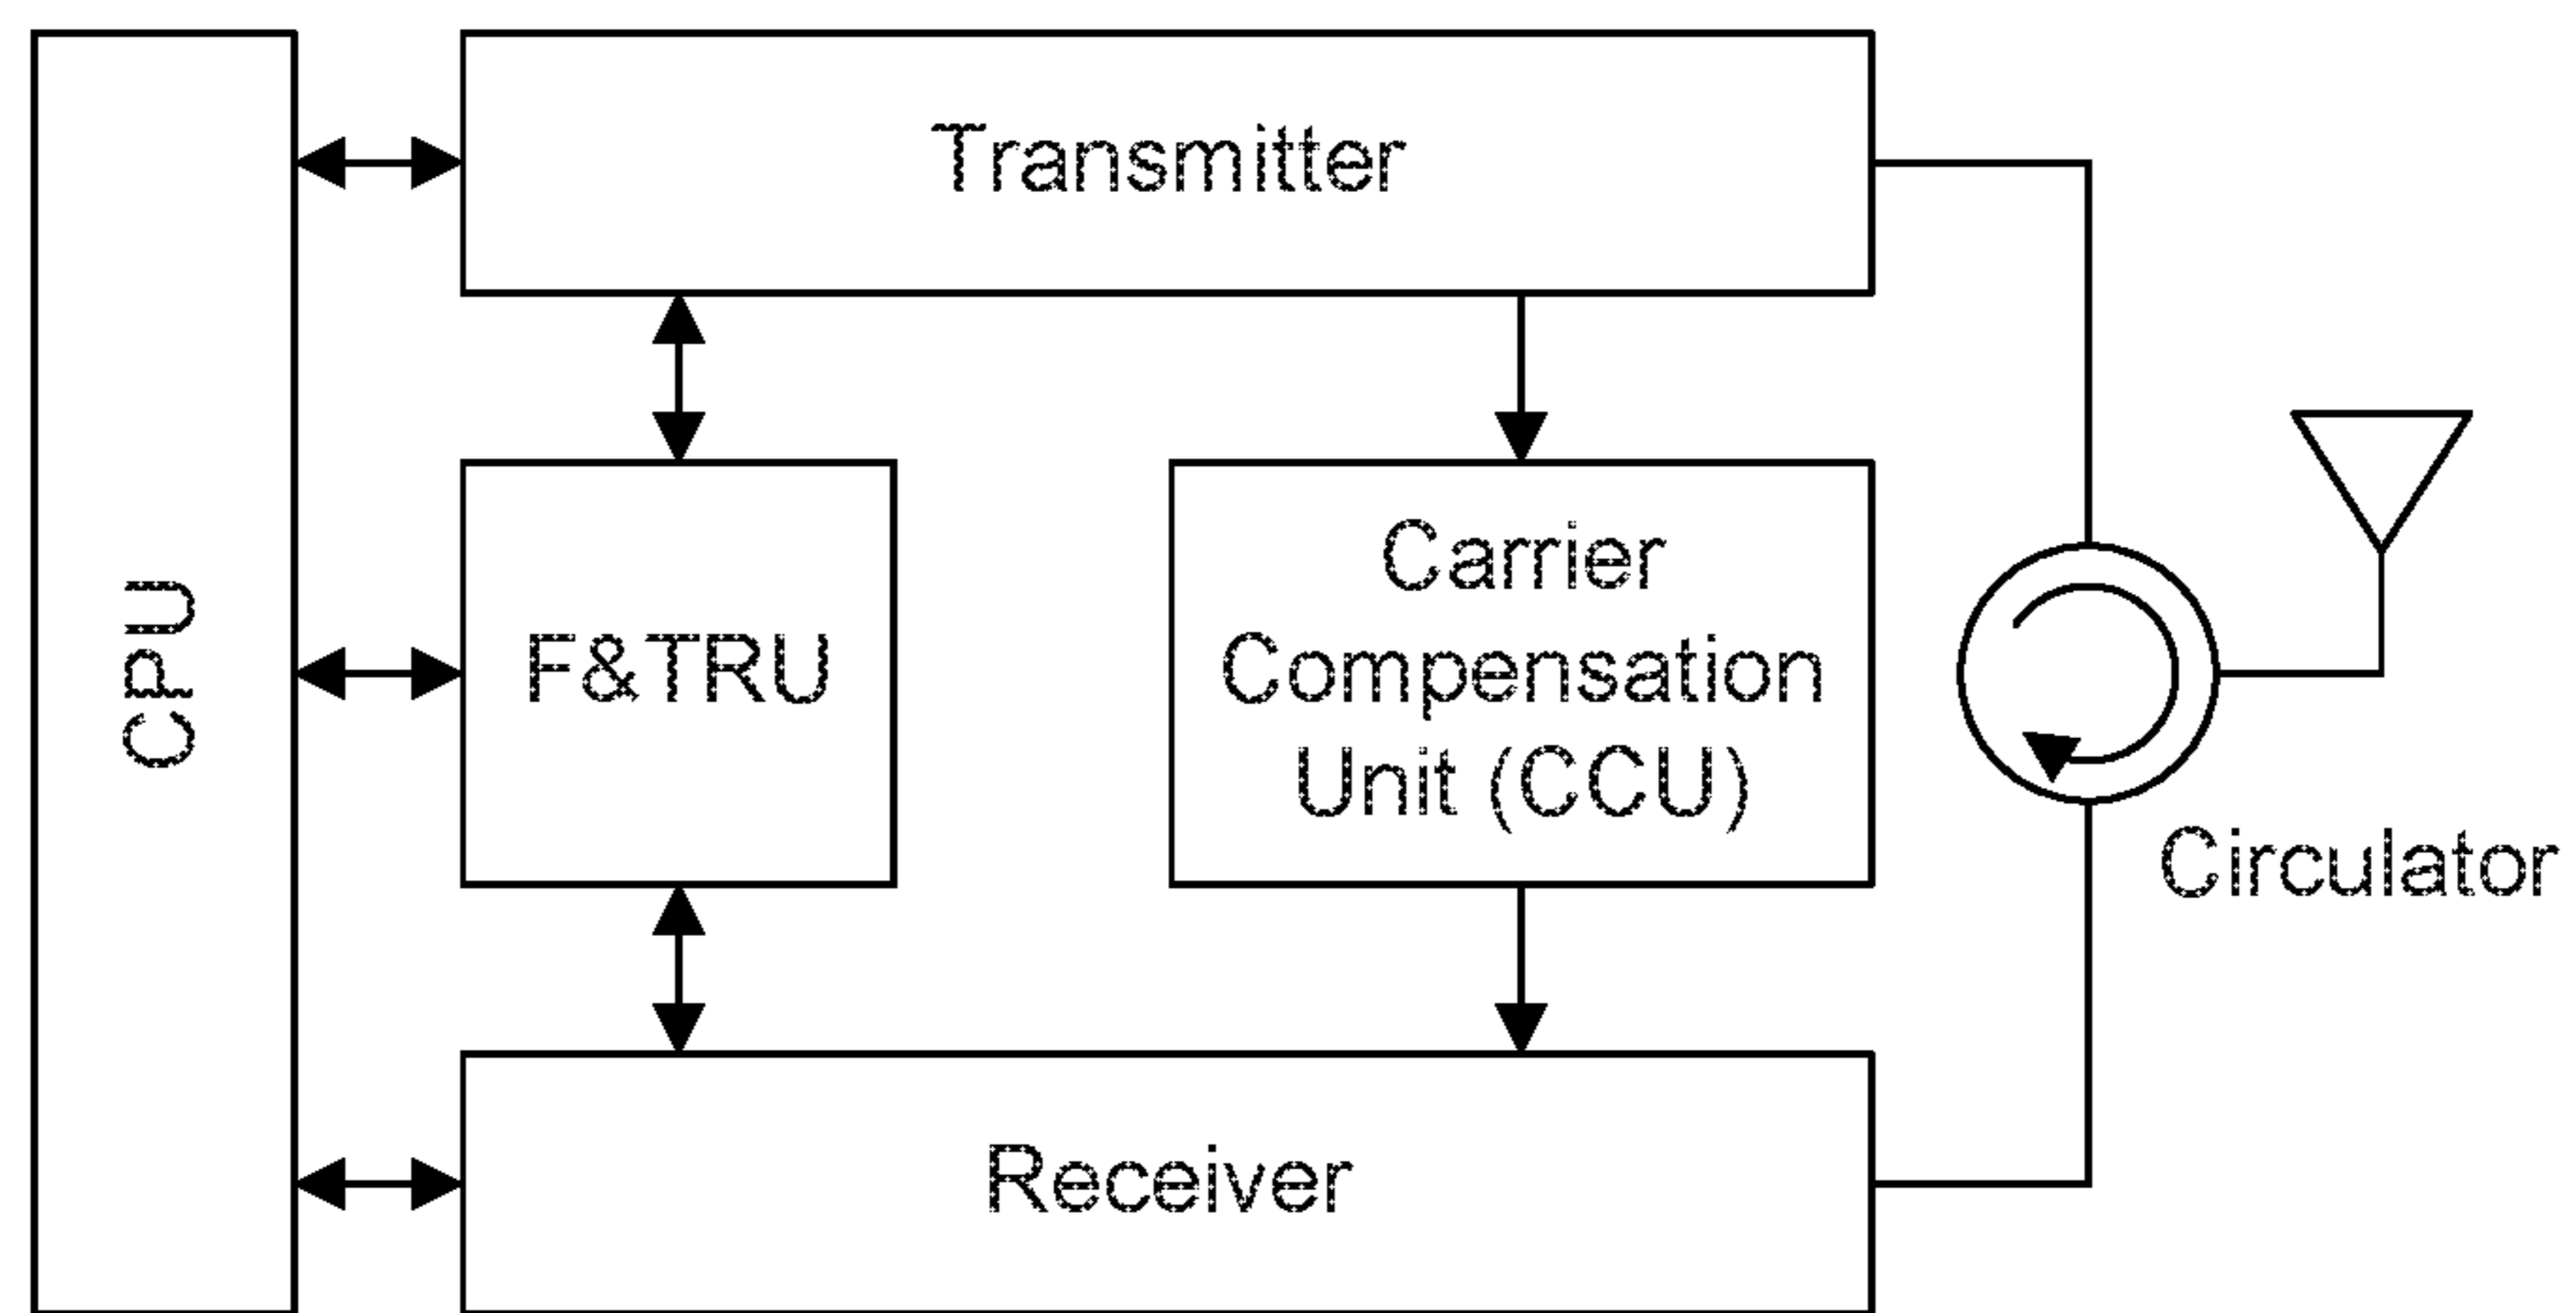 Transmitter
CPU
F&TRU
Carrier
Compensation
Unit (CCU)
Circulator
Receiver